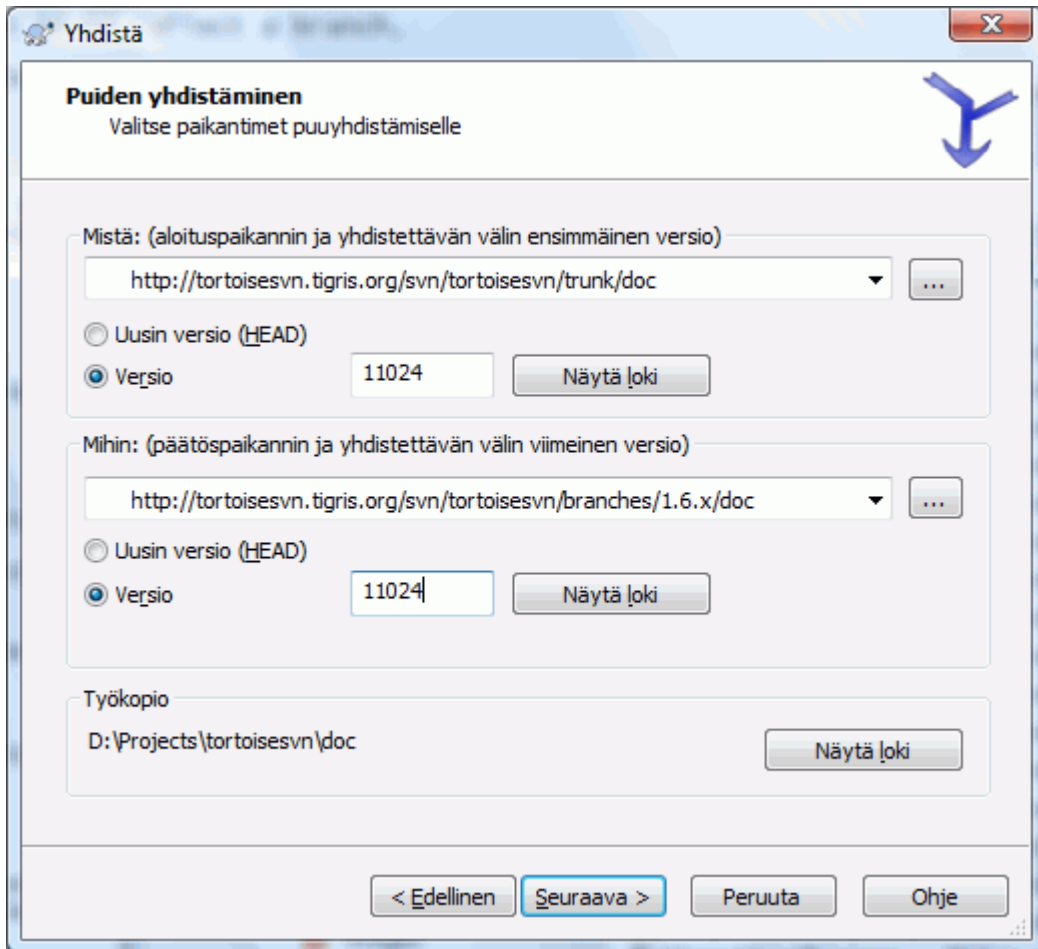 Yhdistä
Puiden yhdistäminen
Valitse paikantimet puuyhdistämiselle
Mistä: (aloituspaikannin ja yhdistettävän välin ensimmäinen versio)
http://tortoisesvn.tigris.org/svn/tortoisesvn/trunk/doc ...
Uusin versio (HEAD)
Versio 11024 Näytä loki
Mihin: (päätöspaikannin ja yhdistettävän välin viimeinen versio)
http://tortoisesvn.tigris.org/svn/tortoisesvn/branches/1.6.x/doc ...
Uusin versio (HEAD)
Versio 11024 Näytä loki
Työkopio
D:\Projects\tortoisesvn\doc Näytä loki
< Edellinen Seuraava > Peruuta Ohje